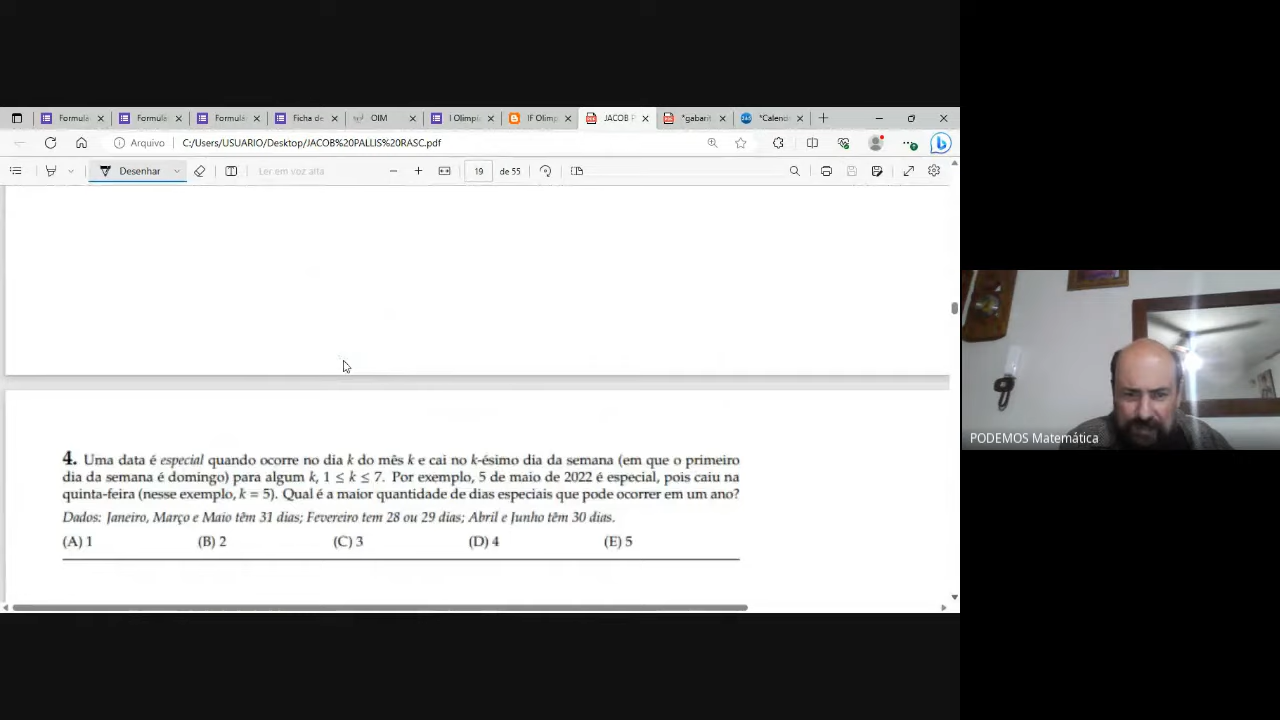 Formulá
Formulá
Formulá
Ficha de
OIM
I Olimpí
IF Olimp
JACOB P
*gabarit
*Calend
Arquivo
C:/Users/USUARIO/Desktop/JACOB%20PALLIS%20RASC.pdf
Desenhar
Ler em voz alta
19
de 55
4. Uma data é especial quando ocorre no dia k do mês k e cai no k-ésimo dia da semana (em que o primeiro
dia da semana é domingo) para algum k, 1 ≤ k ≤ 7. Por exemplo, 5 de maio de 2022 é especial, pois caiu na
quinta-feira (nesse exemplo, k = 5). Qual é a maior quantidade de dias especiais que pode ocorrer em um ano?
Dados: Janeiro, Março e Maio têm 31 dias; Fevereiro tem 28 ou 29 dias; Abril e Junho têm 30 dias.
(A) 1 (B) 2 (C) 3 (D) 4 (E) 5
PODEMOS Matemática